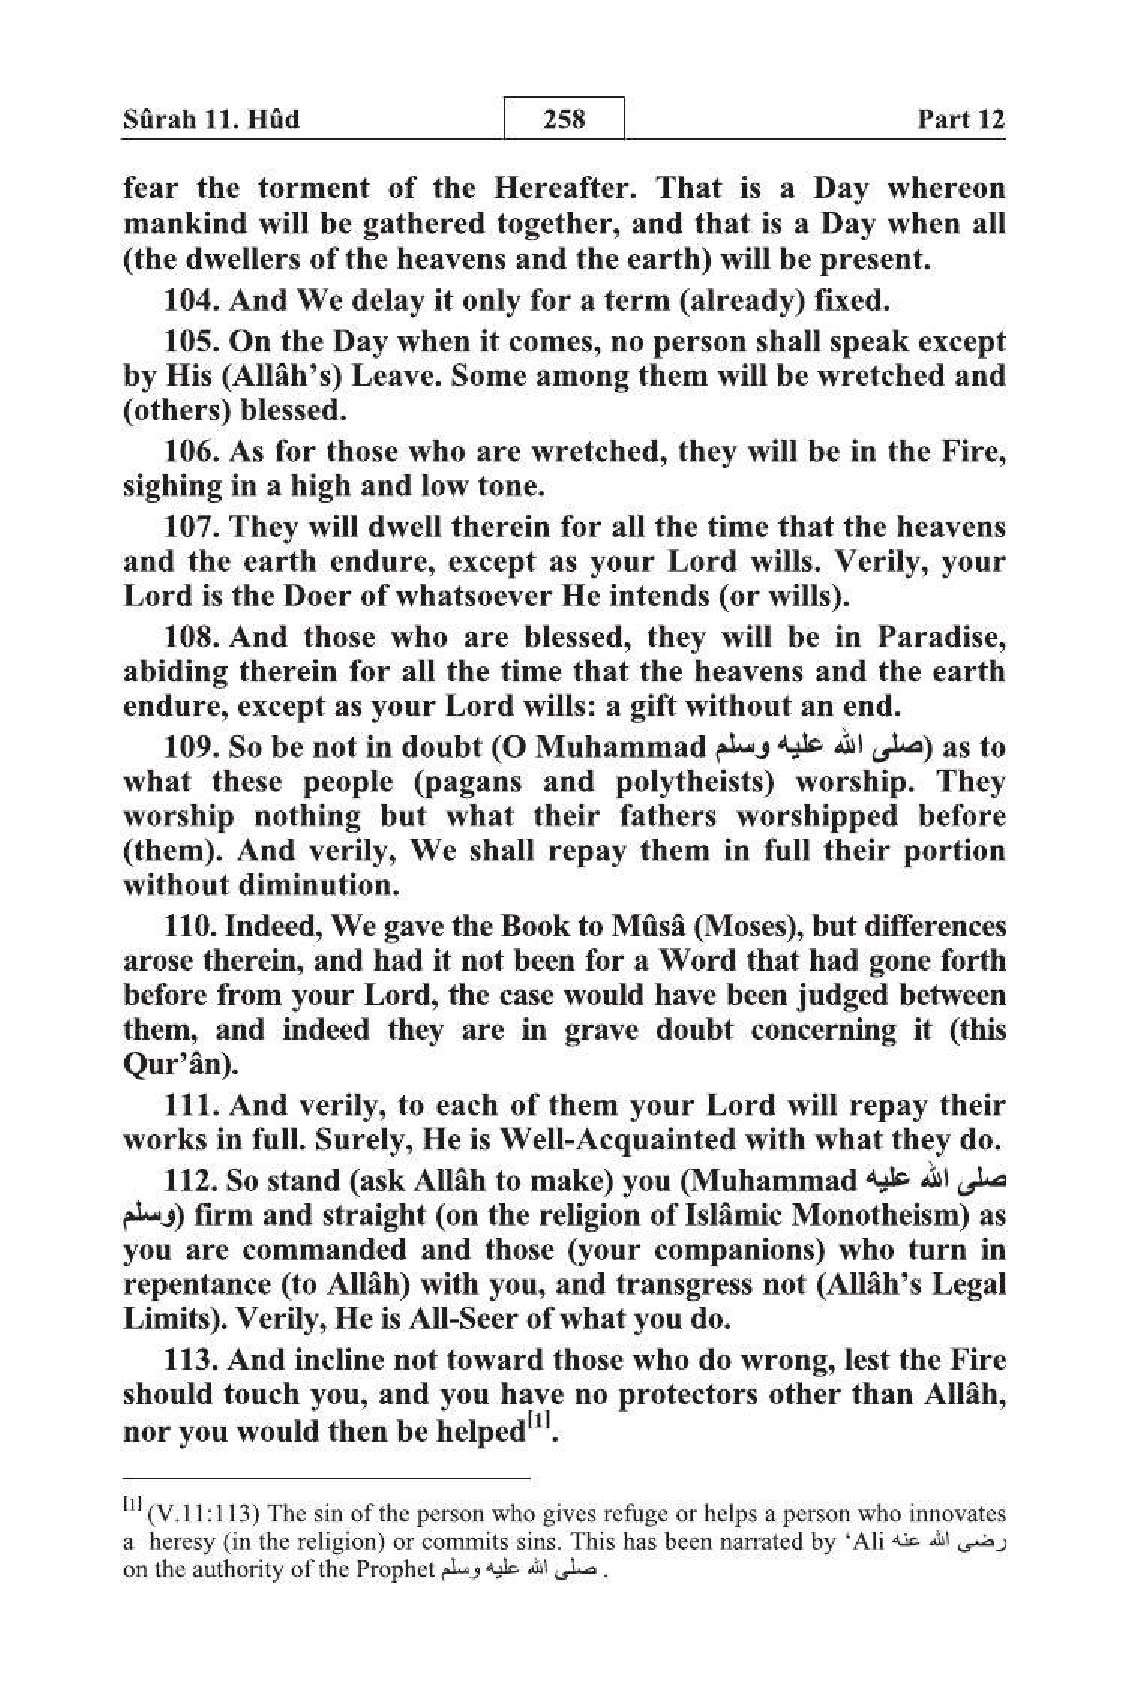 Sûrah 11. Hûd 258 Part 12
fear the torment of the Hereafter. That is a Day whereon
mankind will be gathered together, and that is a Day when all
(the dwellers of the heavens and the earth) will be present.
104. And We delay it only for a term (already) fixed.
105. On the Day when it comes, no person shall speak except
by His (Allâh’s) Leave. Some among them will be wretched and
(others) blessed.
106. As for those who are wretched, they will be in the Fire,
sighing in a high and low tone.
107. They will dwell therein for all the time that the heavens
and the earth endure, except as your Lord wills. Verily, your
Lord is the Doer of whatsoever He intends (or wills).
108. And those who are blessed, they will be in Paradise,
abiding therein for all the time that the heavens and the earth
endure, except as your Lord wills: a gift without an end.
109. So be not in doubt (O Muhammad صلى الله عليه وسلم) as to
what these people (pagans and polytheists) worship. They
worship nothing but what their fathers worshipped before
(them). And verily, We shall repay them in full their portion
without diminution.
110. Indeed, We gave the Book to Mûsâ (Moses), but differences
arose therein, and had it not been for a Word that had gone forth
before from your Lord, the case would have been judged between
them, and indeed they are in grave doubt concerning it (this
Qur’ân).
111. And verily, to each of them your Lord will repay their
works in full. Surely, He is Well-Acquainted with what they do.
112. So stand (ask Allâh to make) you (Muhammad صلى الله عليه
وسلم) firm and straight (on the religion of Islâmic Monotheism) as
you are commanded and those (your companions) who turn in
repentance (to Allâh) with you, and transgress not (Allâh’s Legal
Limits). Verily, He is All-Seer of what you do.
113. And incline not toward those who do wrong, lest the Fire
should touch you, and you have no protectors other than Allâh,
nor you would then be helped[1].
[1] (V.11:113) The sin of the person who gives refuge or helps a person who innovates
a heresy (in the religion) or commits sins. This has been narrated by ‘Ali رضى الله عنه
on the authority of the Prophet صلى الله عليه وسلم .